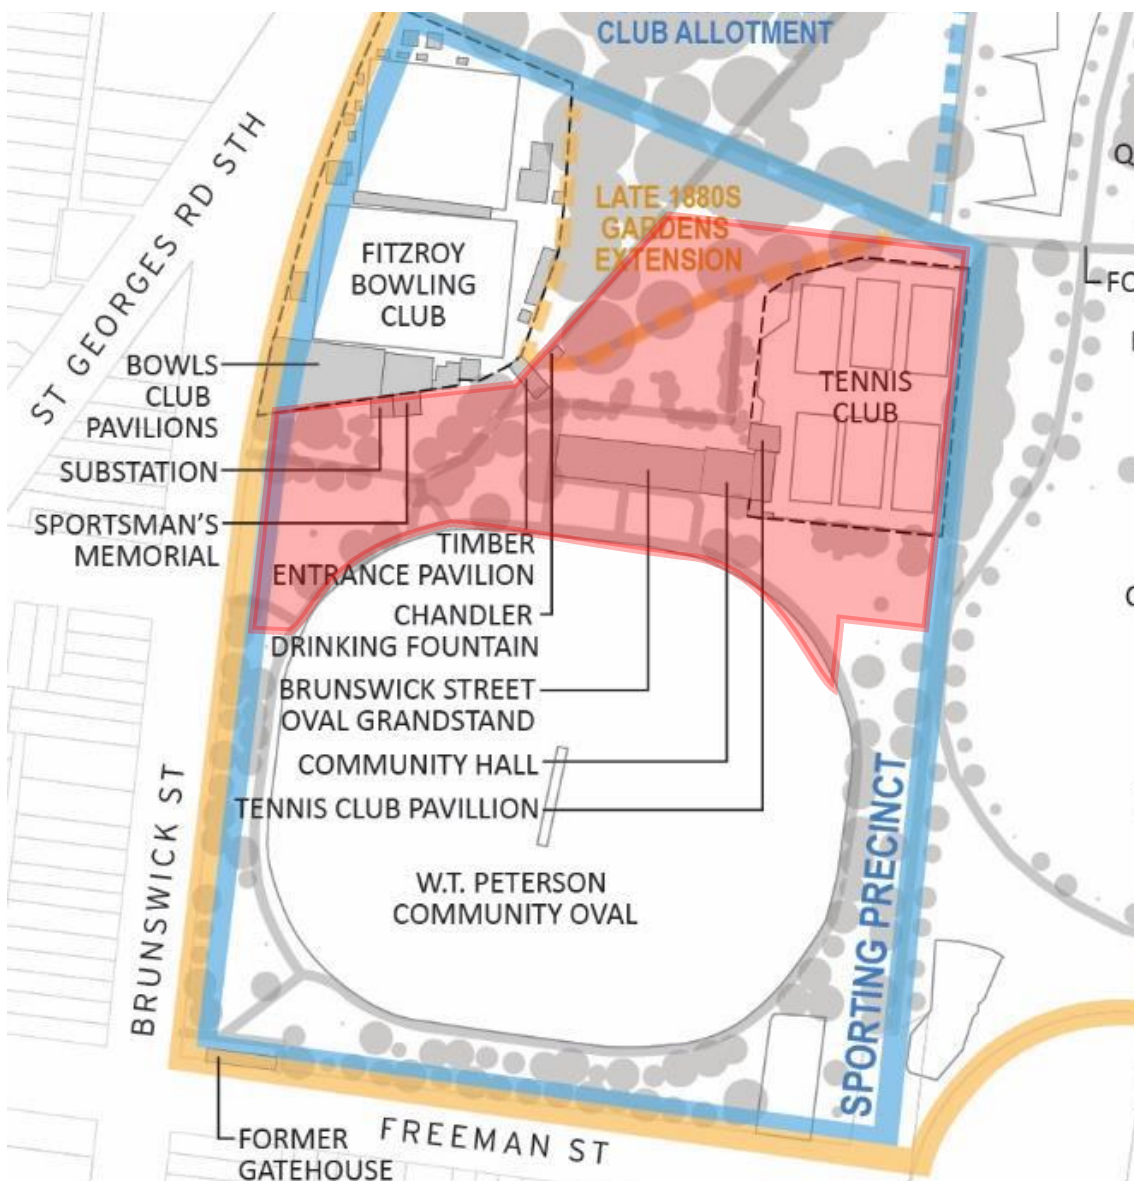 CLUB ALLOTMENT
ST GEORGES RD STH
LATE 1880S
GARDENS
EXTENSION
FITZROY
BOWLING
CLUB
BOWLS
CLUB
PAVILIONS
SUBSTATION
SPORTSMAN'S
MEMORIAL
TENNIS
CLUB
TIMBER
ENTRANCE PAVILION
CHANDLER
DRINKING FOUNTAIN
BRUNSWICK STREET
OVAL GRANDSTAND
COMMUNITY HALL
TENNIS CLUB PAVILLION
W.T. PETERSON
COMMUNITY OVAL
BRUNSWICK ST
SPORTING PRECINCT
FREEMAN ST
FORMER
GATEHOUSE
FO